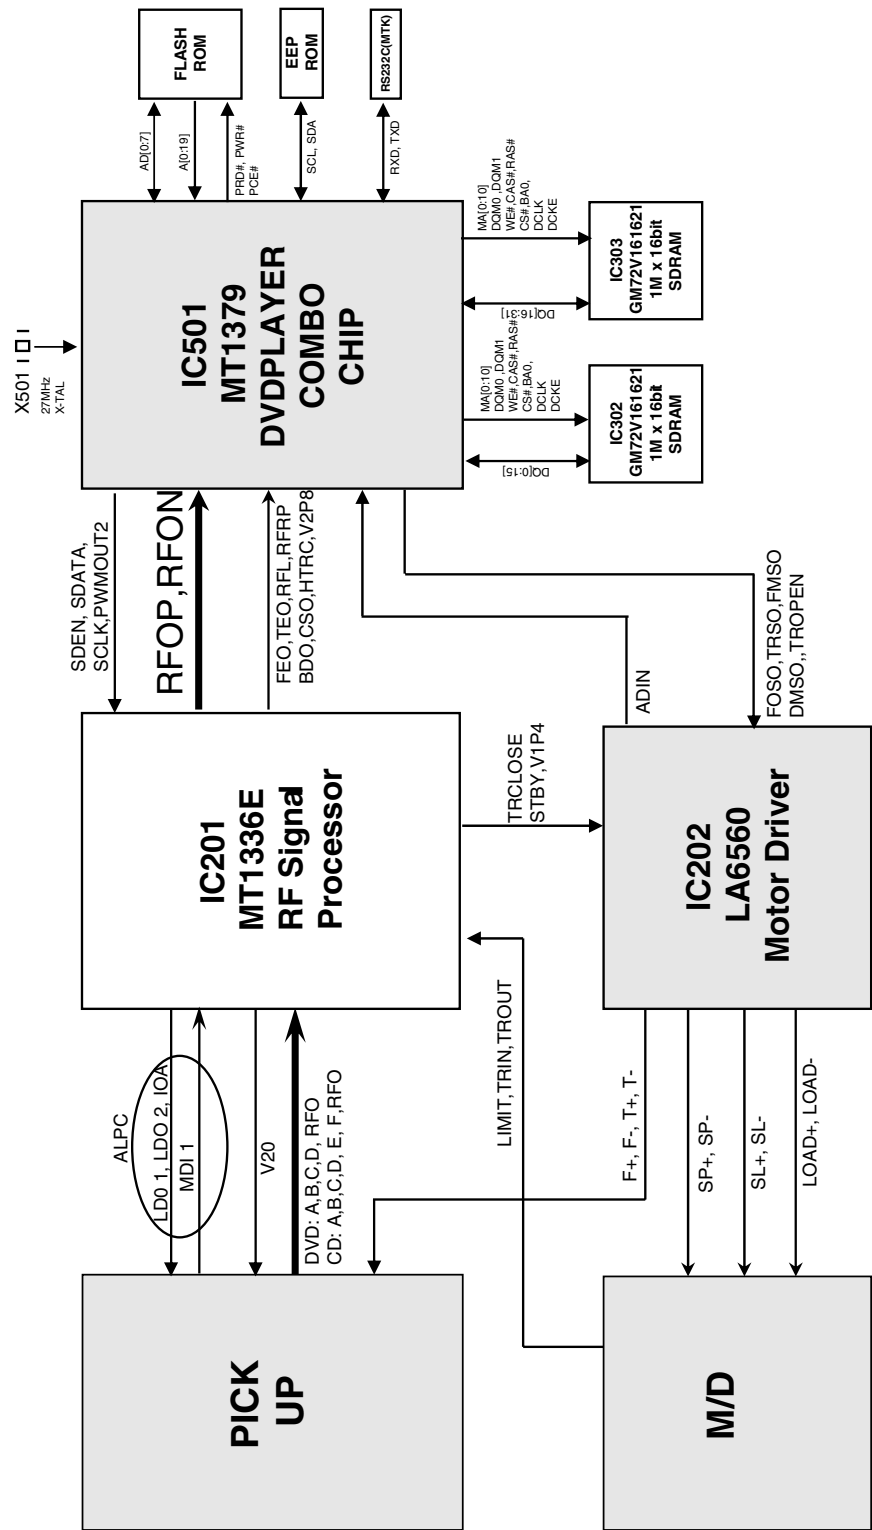 FLASH
ROM
EEP
ROM
RS232C(MTK)
AD[0:7]
A[0:19]
PRD#, PWR#
PCE#
SCL, SDA
RXD, TXD
X501
27MHz
X-TAL
IC501
MT1379
DVDPLAYER
COMBO
CHIP
MA[0:10]
DQM0 ,DQM1
WE#,CAS#,RAS#
CS#,BA0,
DCLK
DCKE
DQ[16:31]
IC303
GM72V161621
1M x 16bit
SDRAM
MA[0:10]
DQM0 ,DQM1
WE#,CAS#,RAS#
CS#,BA0,
DCLK
DCKE
DQ[0:15]
IC302
GM72V161621
1M x 16bit
SDRAM
SDEN, SDATA,
SCLK,PWMOUT2
RFOP,RFON
FEO,TEO,RFL,RFRP
BDO,CSO,HTRC,V2P8
ADIN
FOSO,TRSO,FMSO
DMSO,,TROPEN
IC201
MT1336E
RF Signal
Processor
TRCLOSE
STBY,V1P4
IC202
LA6560
Motor Driver
ALPC
LD0 1, LDO 2, IOA
MDI 1
V20
DVD: A,B,C,D, RFO
CD: A,B,C,D, E, F,RFO
LIMIT,TRIN,TROUT
F+, F-, T+, T-
SP+, SP-
SL+, SL-
LOAD+, LOAD-
PICK
UP
M/D